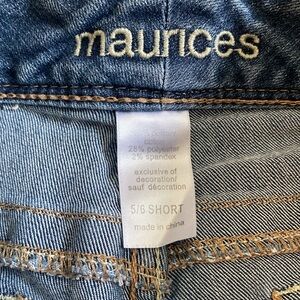 maurices
28% polyester
2% spandex
exclusive of
decoration/
sauf décoration
5/6 SHORT
made in china